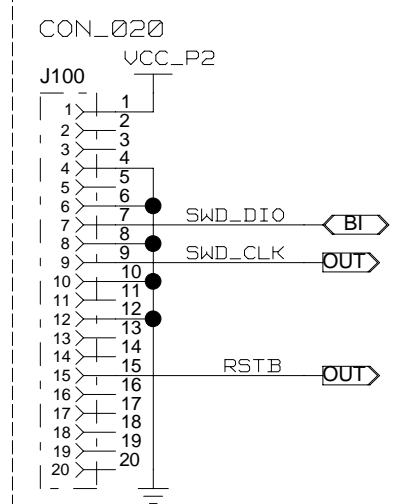 CON_020
VCC_P2
J100
1 1
2 2
3 3
4 4
5 5
6 6
7 7 SWD_DIO BI
8 8
9 9 SWD_CLK OUT
10 10
11 11
12 12
13 13
14 14
15 15 RSTB OUT
16 16
17 17
18 18
19 19
20 20